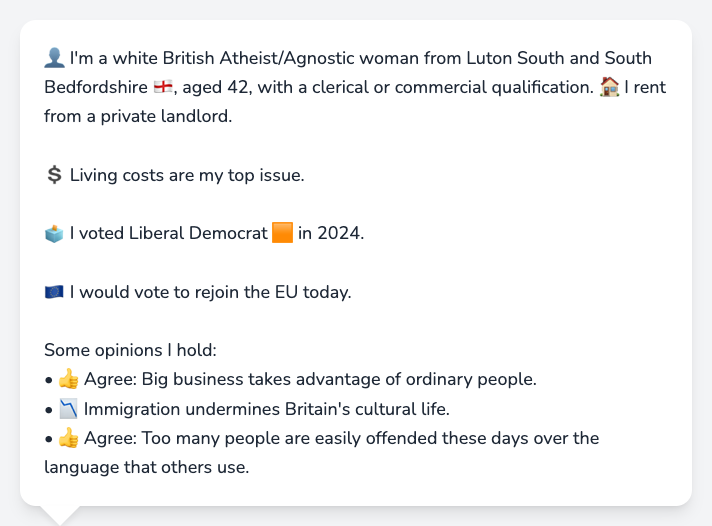 👤 I'm a white British Atheist/Agnostic woman from Luton South and South
Bedfordshire 🏴󠁧󠁢󠁥󠁮󠁧󠁿, aged 42, with a clerical or commercial qualification. 🏠 I rent
from a private landlord.
💲 Living costs are my top issue.
🗳️ I voted Liberal Democrat 🟧 in 2024.
🇪🇺 I would vote to rejoin the EU today.
Some opinions I hold:
• 👍 Agree: Big business takes advantage of ordinary people.
• 📉 Immigration undermines Britain's cultural life.
• 👍 Agree: Too many people are easily offended these days over the
language that others use.